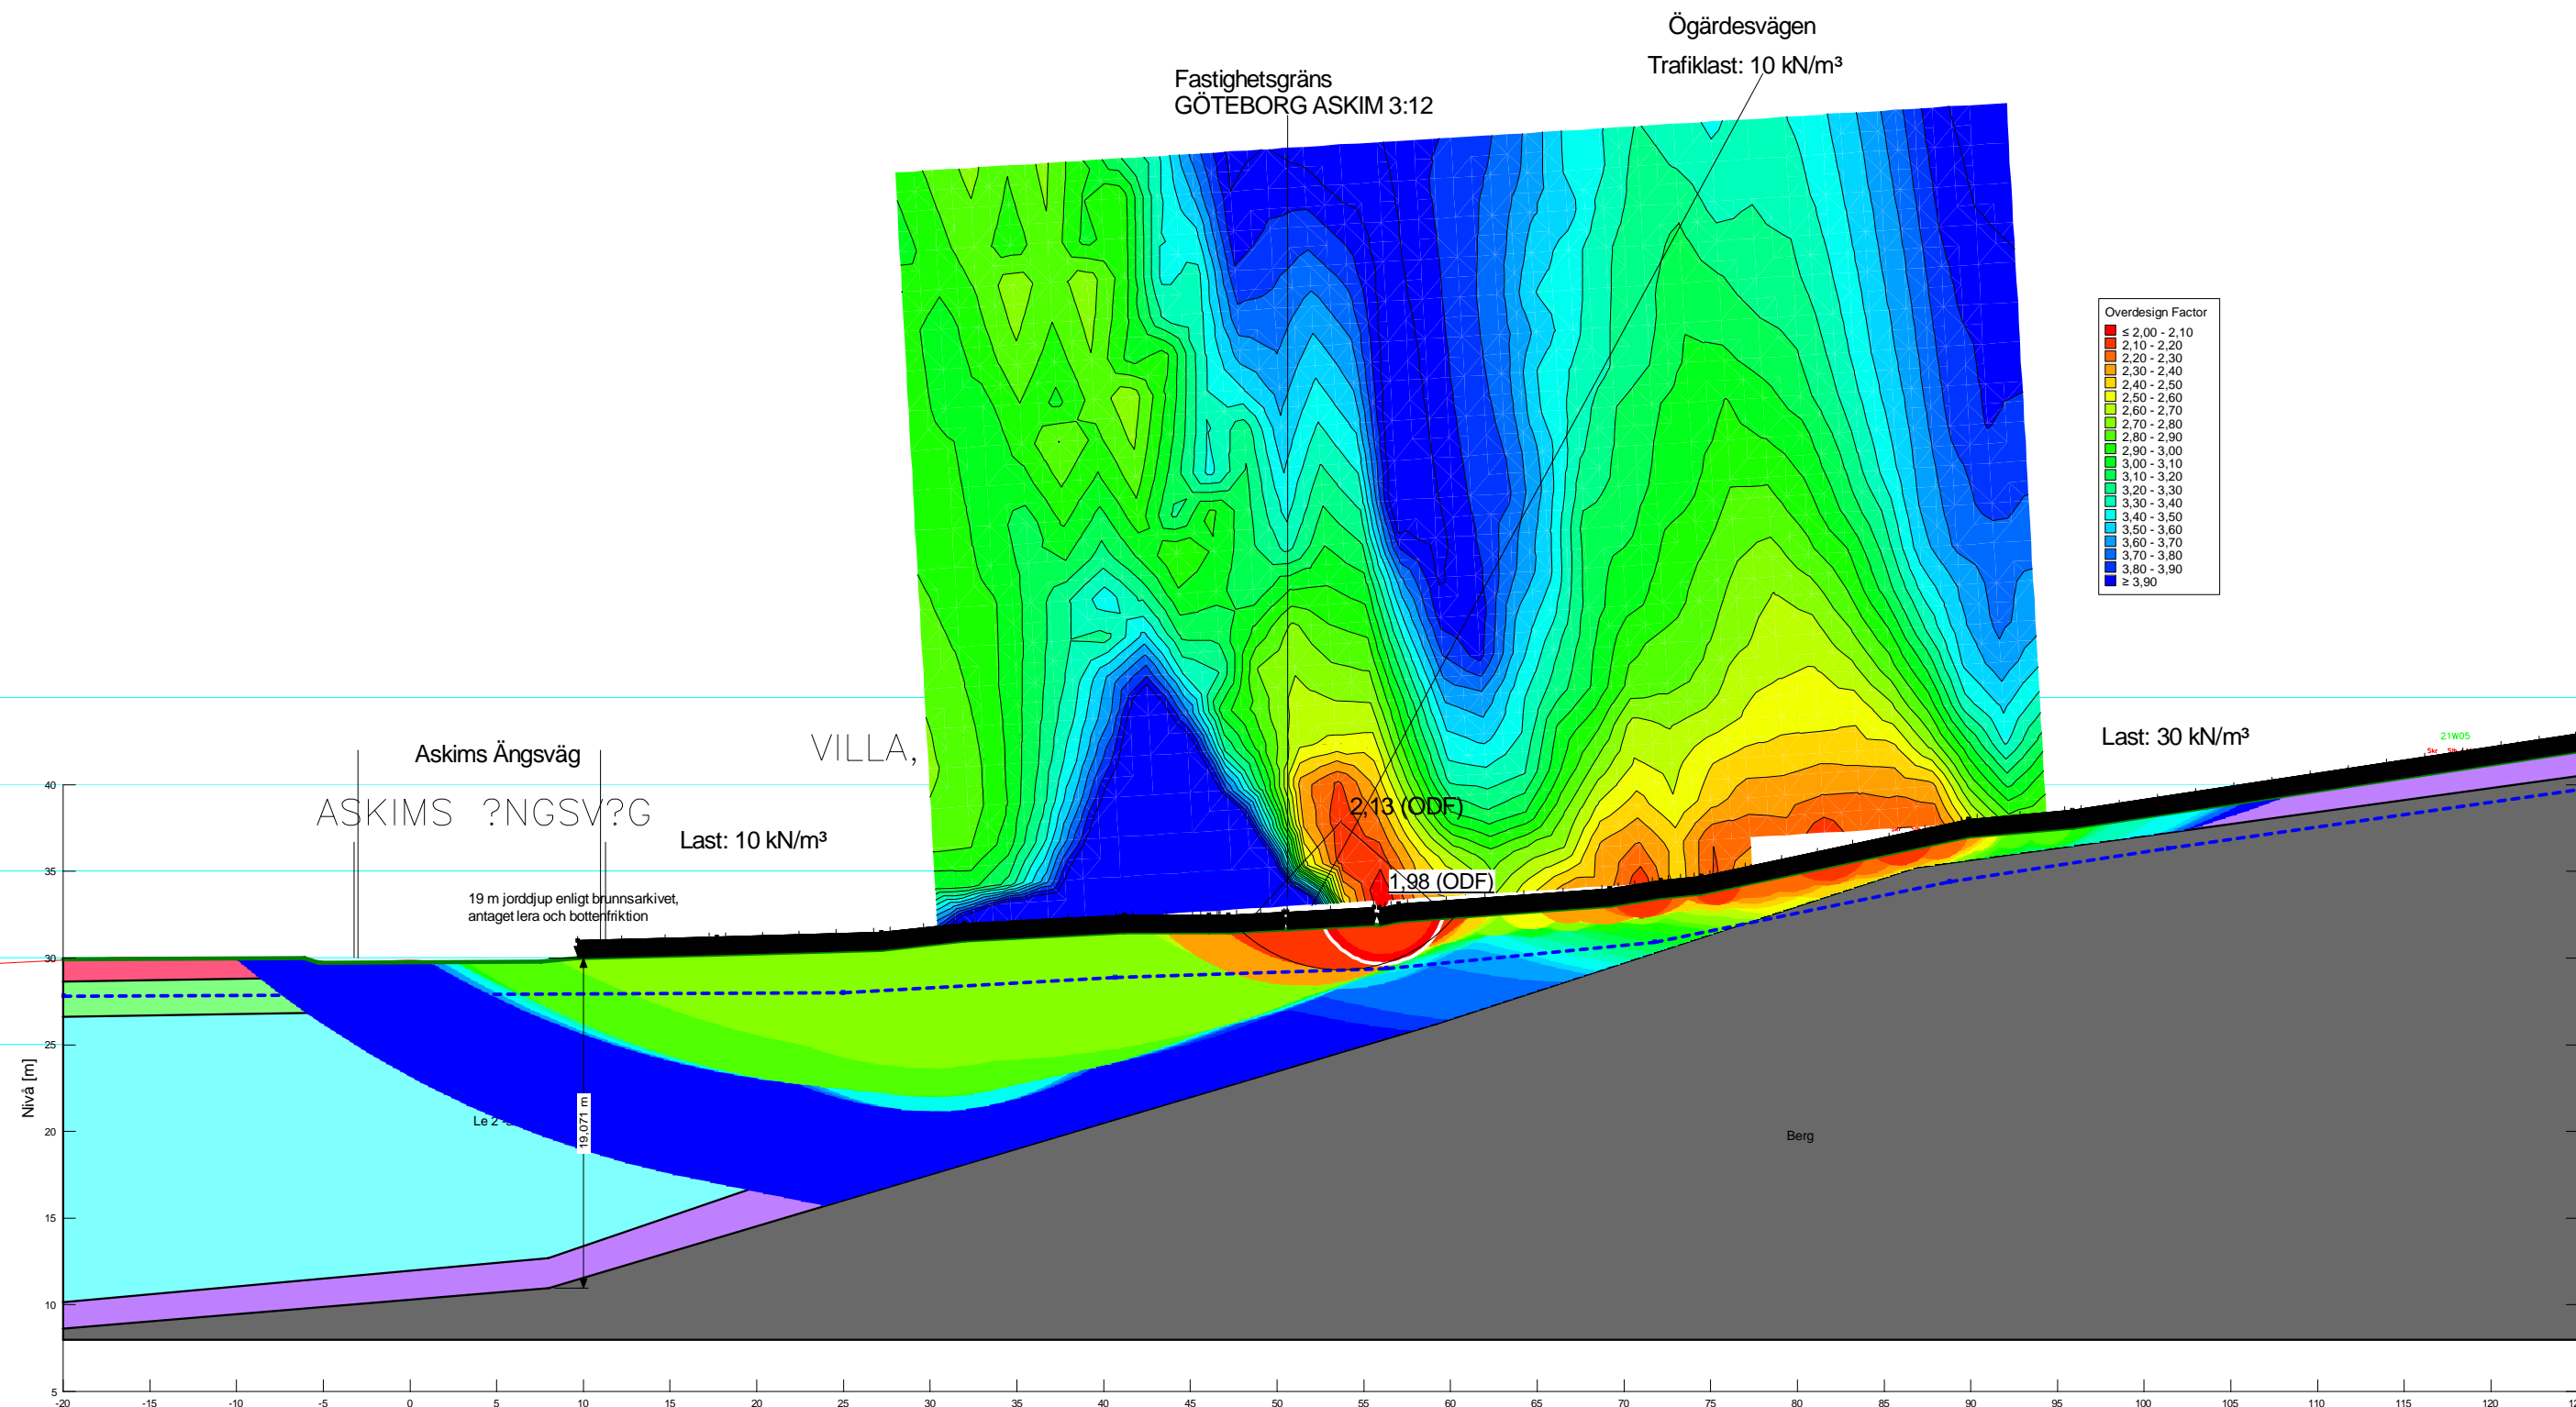 Ögärdesvägen
Trafiklast: 10 kN/m³
Fastighetsgräns
GÖTEBORG ASKIM 3:12
Overdesign Factor
≤ 2,00 - 2,10
2,10 - 2,20
2,20 - 2,30
2,30 - 2,40
2,40 - 2,50
2,50 - 2,60
2,60 - 2,70
2,70 - 2,80
2,80 - 2,90
2,90 - 3,00
3,00 - 3,10
3,10 - 3,20
3,20 - 3,30
3,30 - 3,40
3,40 - 3,50
3,50 - 3,60
3,60 - 3,70
3,70 - 3,80
3,80 - 3,90
≥ 3,90
Askims Ängsväg
VILLA,
Last: 30 kN/m³
21W05
ASKIMS ?NGSV?G
Last: 10 kN/m³
2,13 (ODF)
1,98 (ODF)
19 m jorddjup enligt brunnsarkivet,
antaget lera och bottenfriktion
19,071 m
Le 2
Berg
Nivå [m]
40
35
30
25
20
15
10
5
-20 -15 -10 -5 0 5 10 15 20 25 30 35 40 45 50 55 60 65 70 75 80 85 90 95 100 105 110 115 120